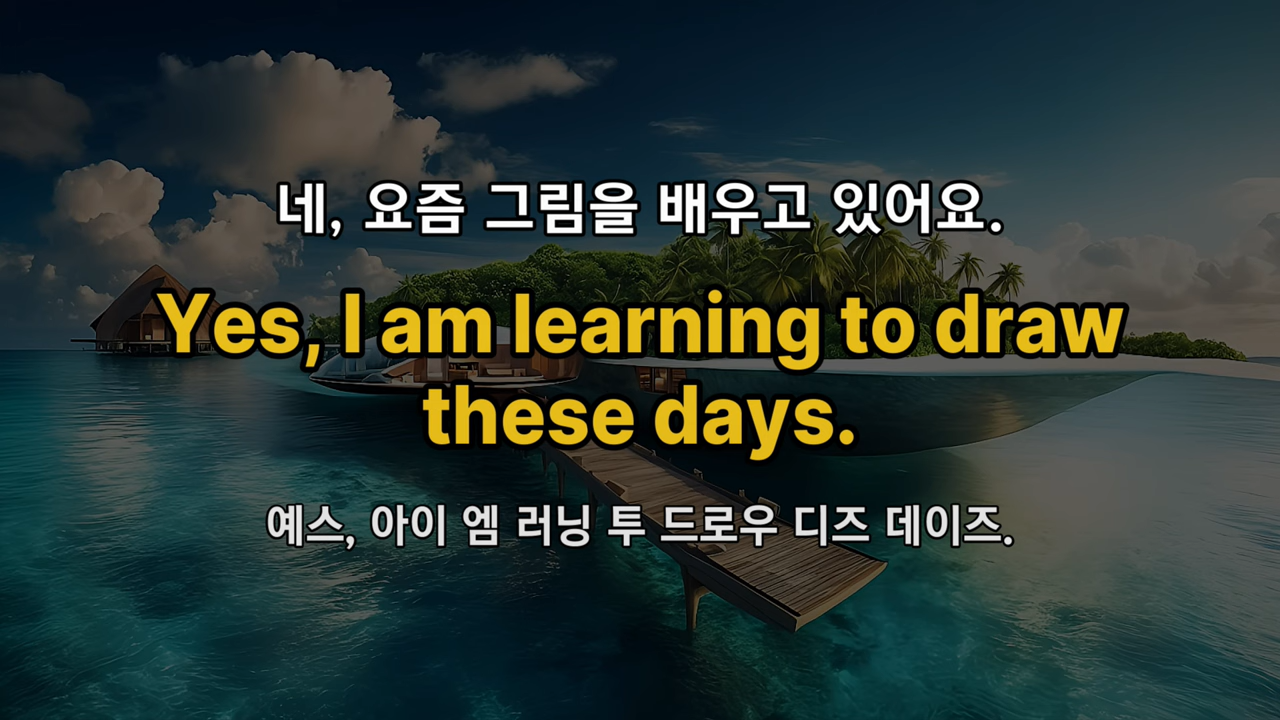 네, 요즘 그림을 배우고 있어요.
Yes, I am learning to draw
these days.
예스, 아이 엠 러닝 투 드로우 디즈 데이즈.